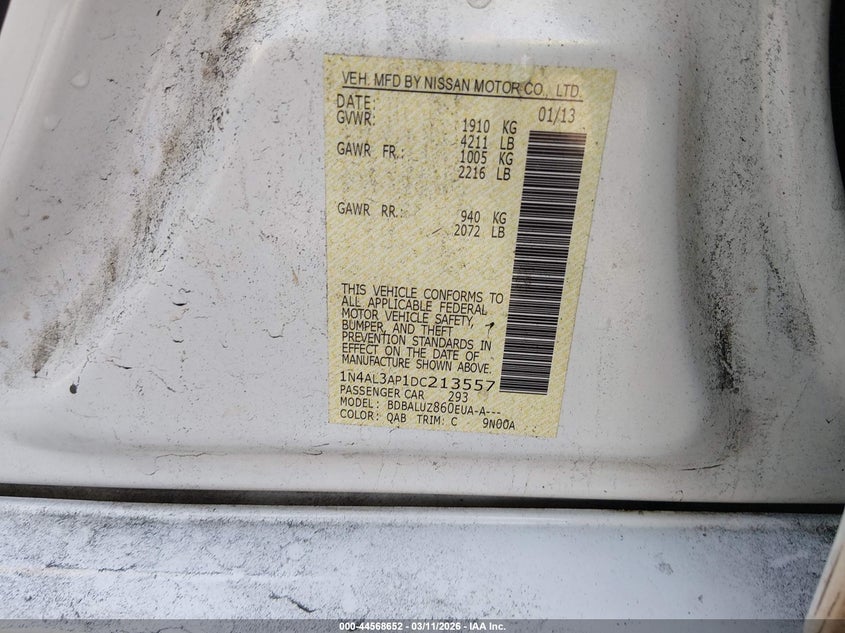 VEH. MFD BY NISSAN MOTOR CO., LTD.
DATE: 01/13
GVWR: 1910 KG
4211 LB
GAWR FR.: 1005 KG
2216 LB
GAWR RR.: 940 KG
2072 LB
THIS VEHICLE CONFORMS TO
ALL APPLICABLE FEDERAL
MOTOR VEHICLE SAFETY,
BUMPER, AND THEFT
PREVENTION STANDARDS IN
EFFECT ON THE DATE OF
MANUFACTURE SHOWN ABOVE.
1N4AL3AP1DC213557
PASSENGER CAR 293
MODEL: BDBALUZ860EUA-A---
COLOR: QAB TRIM: C 9N00A
000-44568652 | 03/11/2026 - IAA Inc.